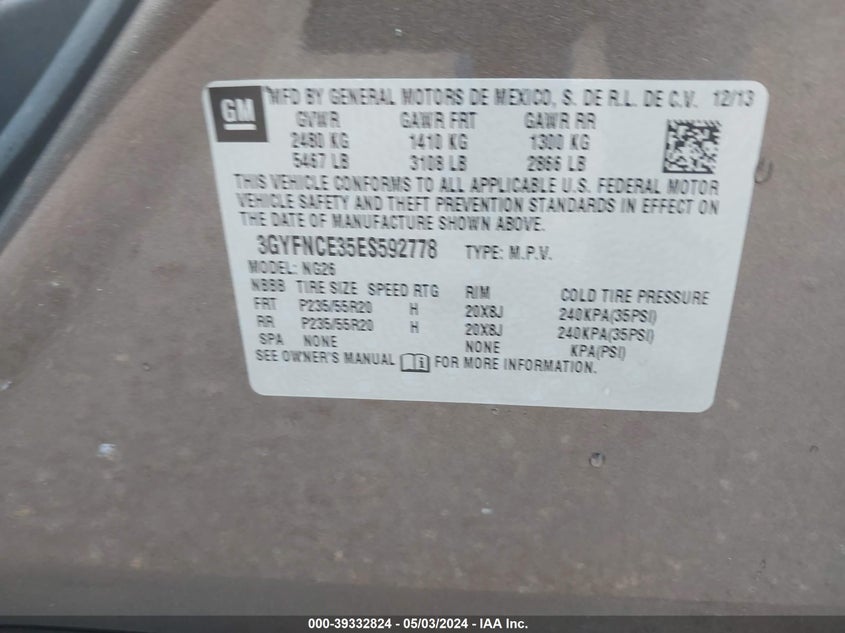 GM
MFD BY GENERAL MOTORS DE MEXICO, S. DE R.L. DE C.V. 12/13
GVWR GAWR FRT GAWR RR
2480 KG 1410 KG 1300 KG
5467 LB 3108 LB 2866 LB
THIS VEHICLE CONFORMS TO ALL APPLICABLE U.S. FEDERAL MOTOR
VEHICLE SAFETY AND THEFT PREVENTION STANDARDS IN EFFECT ON
THE DATE OF MANUFACTURE SHOWN ABOVE.
3GYFNCE35ES592778 TYPE: M.P.V.
MODEL: NG26
NBBB TIRE SIZE SPEED RTG RIM COLD TIRE PRESSURE
FRT P235/55R20 H 20X8J 240KPA(35PSI)
RR P235/55R20 H 20X8J 240KPA(35PSI)
SPA NONE NONE KPA(PSI)
SEE OWNER'S MANUAL FOR MORE INFORMATION.
000-39332824 - 05/03/2024 - IAA Inc.